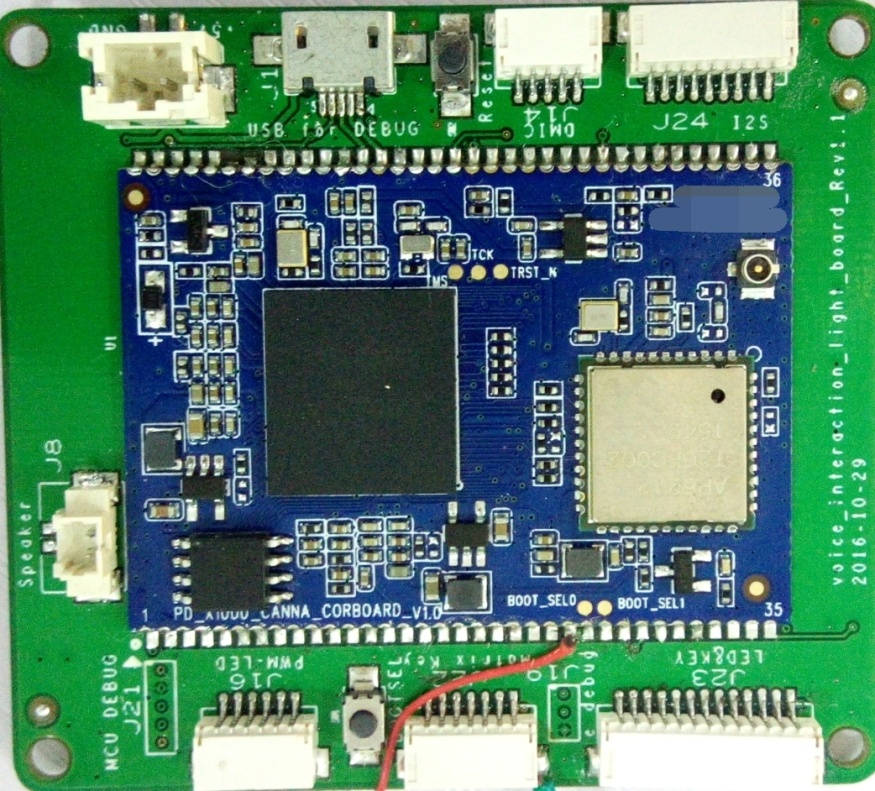 GND
J1
USB for DEBUG
Reset
J14
DMIC
J24 I2S
36
TCK
TMS
TRST_N
voice_interaction_light_board_Rev1.1
2016-10-29
U1
+
J8
Speaker
BOOT_SEL0
BOOT_SEL1
1
PD_X1000_CANNA_CORBOARD_V1.0
35
MCU DEBUG
J21
PWM-LED
J16
Matrix Key
J19
debug
LED&KEY
J23